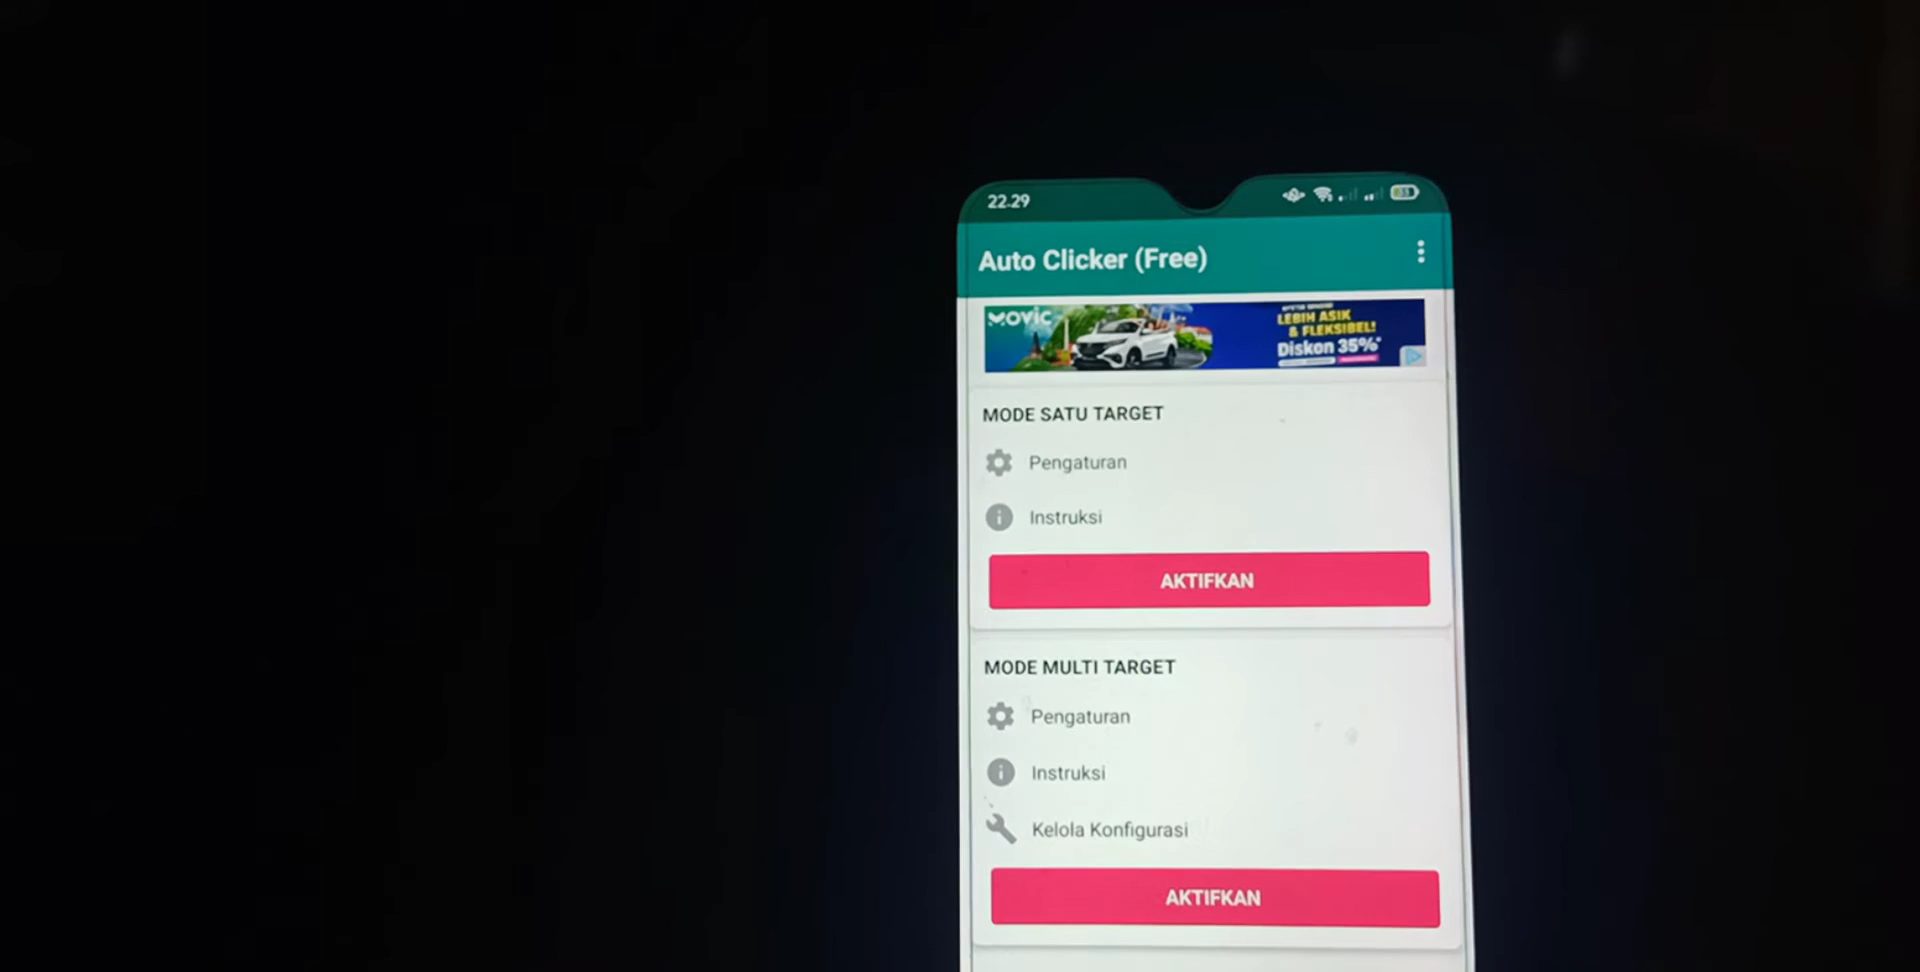 22.29
Auto Clicker (Free)
MOVIC
LEBIH ASIK
& FLEKSIBEL!
Diskon 35%*
MODE SATU TARGET
Pengaturan
Instruksi
AKTIFKAN
MODE MULTI TARGET
Pengaturan
Instruksi
Kelola Konfigurasi
AKTIFKAN